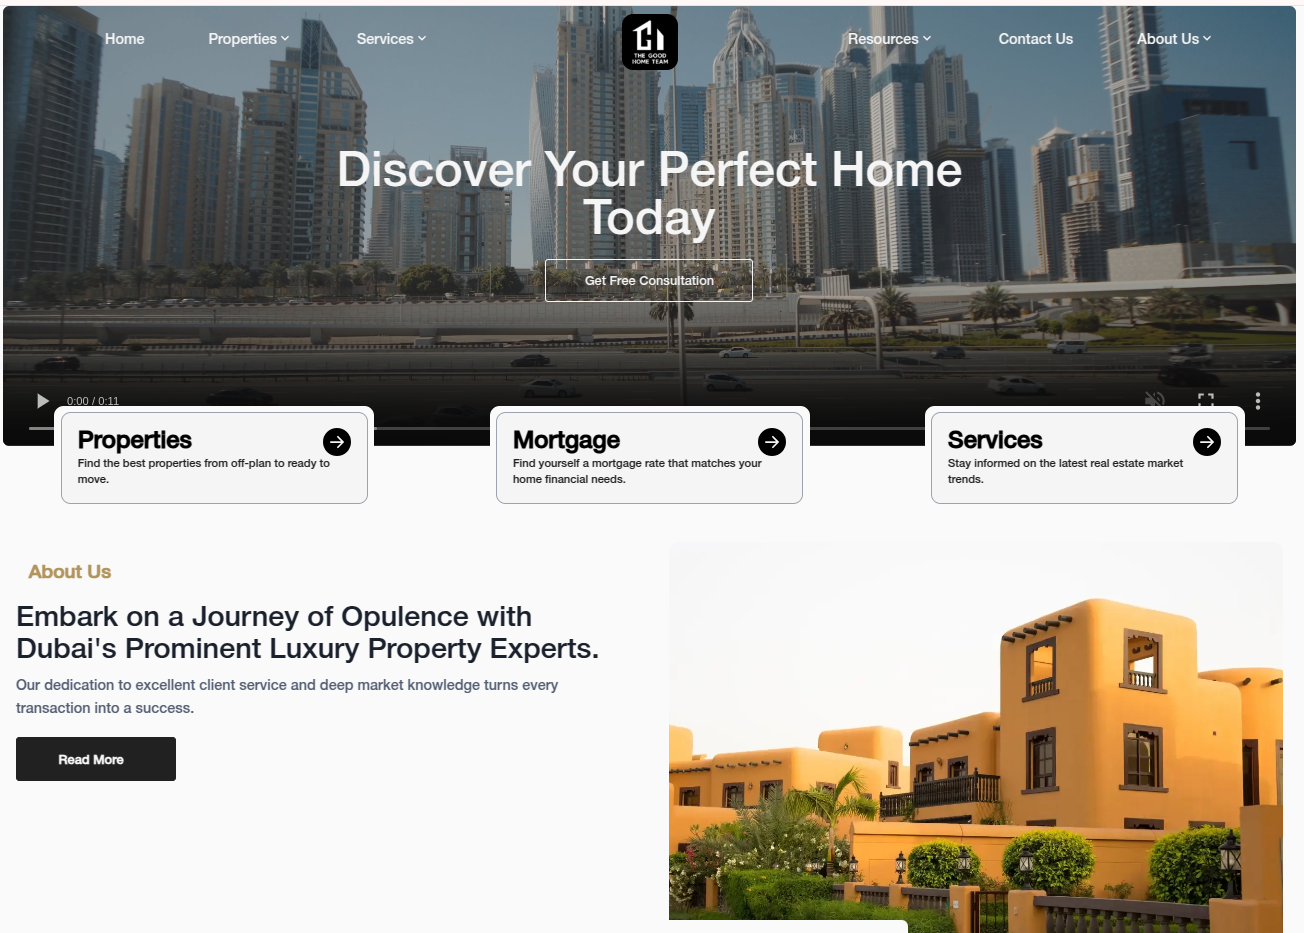 Home
Properties
Services
THE GOOD
HOME TEAM
Resources
Contact Us
About Us
Discover Your Perfect Home
Today
Get Free Consultation
0:00 / 0:11
Properties
Find the best properties from off-plan to ready to
move.
Mortgage
Find yourself a mortgage rate that matches your
home financial needs.
Services
Stay informed on the latest real estate market
trends.
About Us
Embark on a Journey of Opulence with
Dubai's Prominent Luxury Property Experts.
Our dedication to excellent client service and deep market knowledge turns every
transaction into a success.
Read More